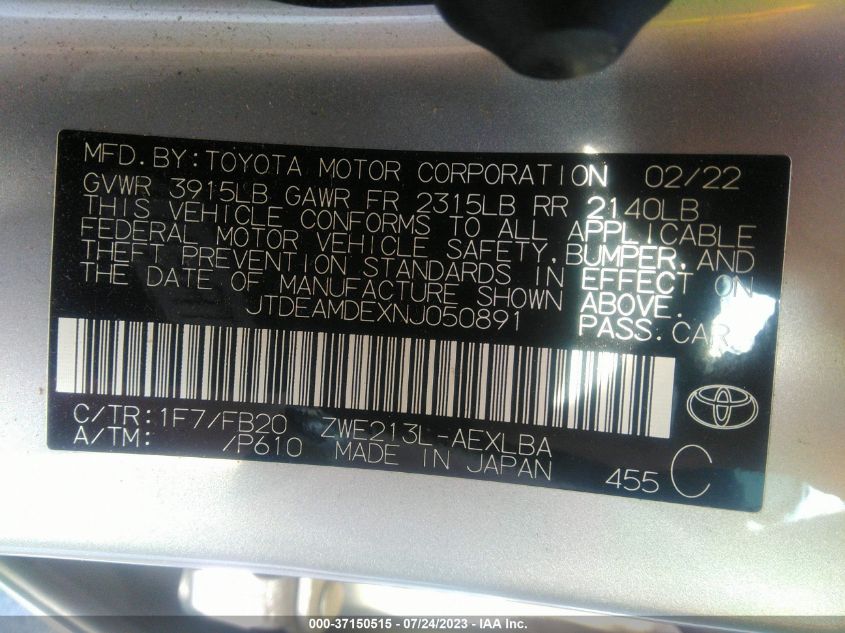 MFD.BY:TOYOTA MOTOR CORPORATION 02/22
GVWR 3915LB GAWR FR 2315LB RR 2140LB
THIS VEHICLE CONFORMS TO ALL APPLICABLE
FEDERAL MOTOR VEHICLE SAFETY,BUMPER,AND
THEFT PREVENTION STANDARDS IN EFFECT ON
THE DATE OF MANUFACTURE SHOWN ABOVE.
JTDEAMDEXNJ050891 PASS.CAR
C/TR:1F7/FB20 ZWE213L-AEXLBA
A/TM: /P610 MADE IN JAPAN 455 C
000-37150515 - 07/24/2023 - IAA Inc.